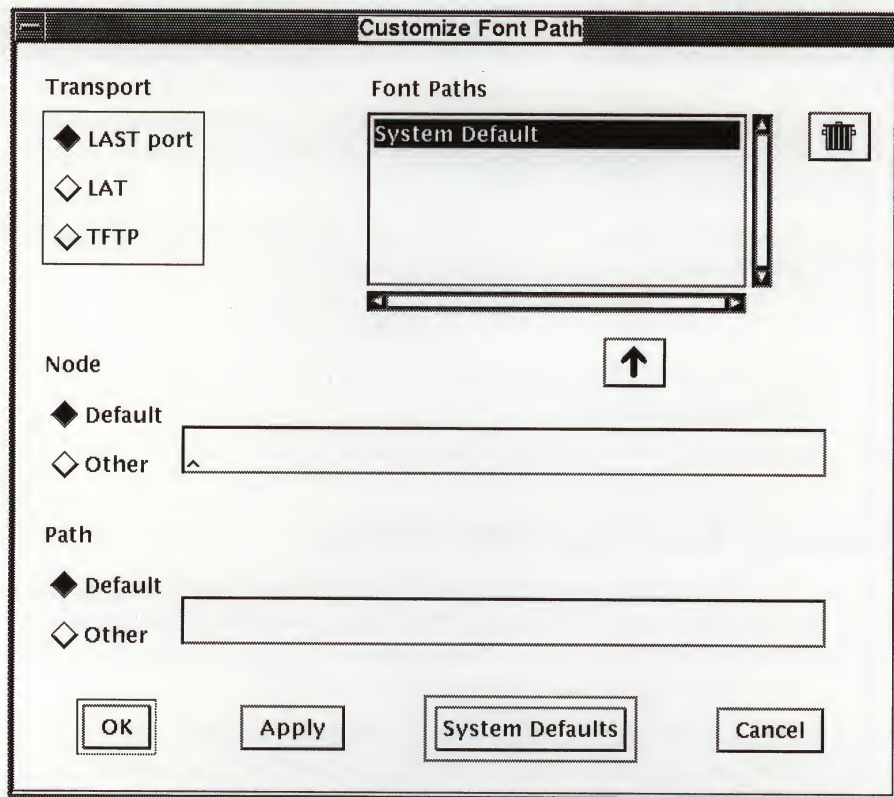 Customize Font Path
Transport
LAST port
LAT
TFTP
Font Paths
System Default
Node
Default
Other
^
Path
Default
Other
OK
Apply
System Defaults
Cancel